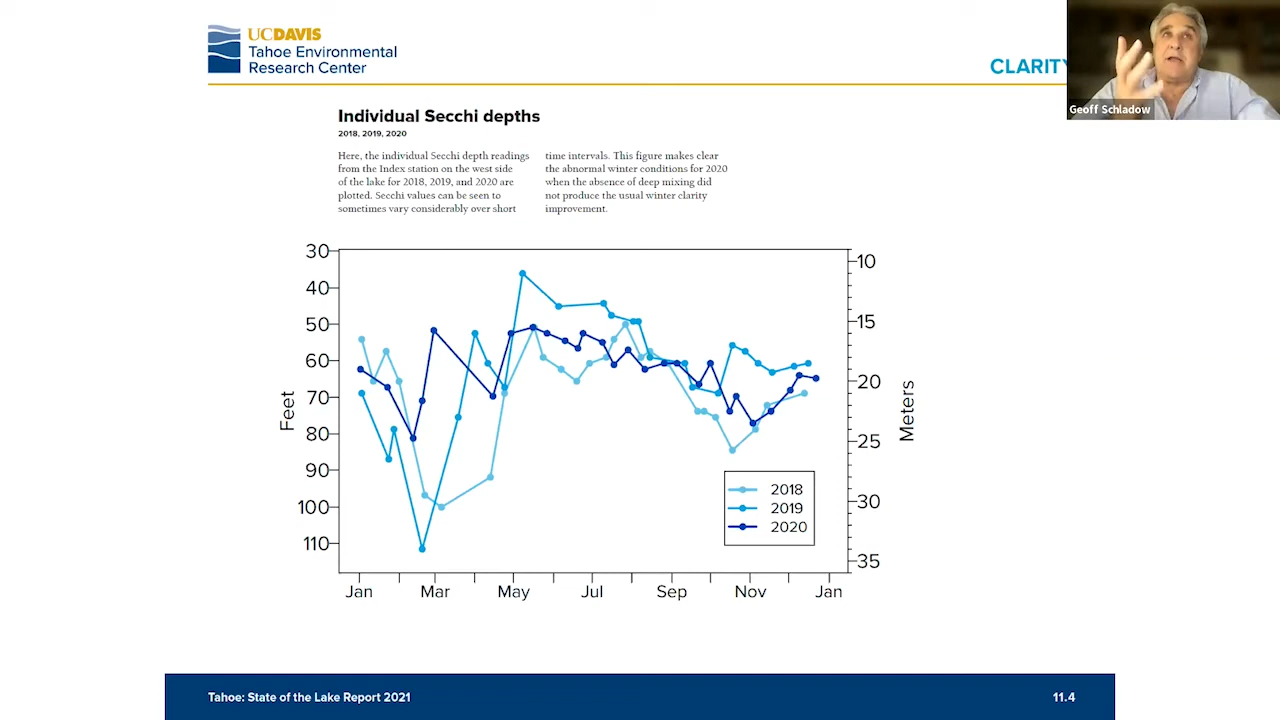 UCDAVIS
Tahoe Environmental
Research Center
CLARITY
Geoff Schladow
Individual Secchi depths
2018, 2019, 2020
Here, the individual Secchi depth readings
from the Index station on the west side
of the lake for 2018, 2019, and 2020 are
plotted. Secchi values can be seen to
sometimes vary considerably over short
time intervals. This figure makes clear
the abnormal winter conditions for 2020
when the absence of deep mixing did
not produce the usual winter clarity
improvement.
Feet
30
40
50
60
70
80
90
100
110
10
15
20
25
30
35
Meters
2018
2019
2020
Jan Mar May Jul Sep Nov Jan
Tahoe: State of the Lake Report 2021
11.4